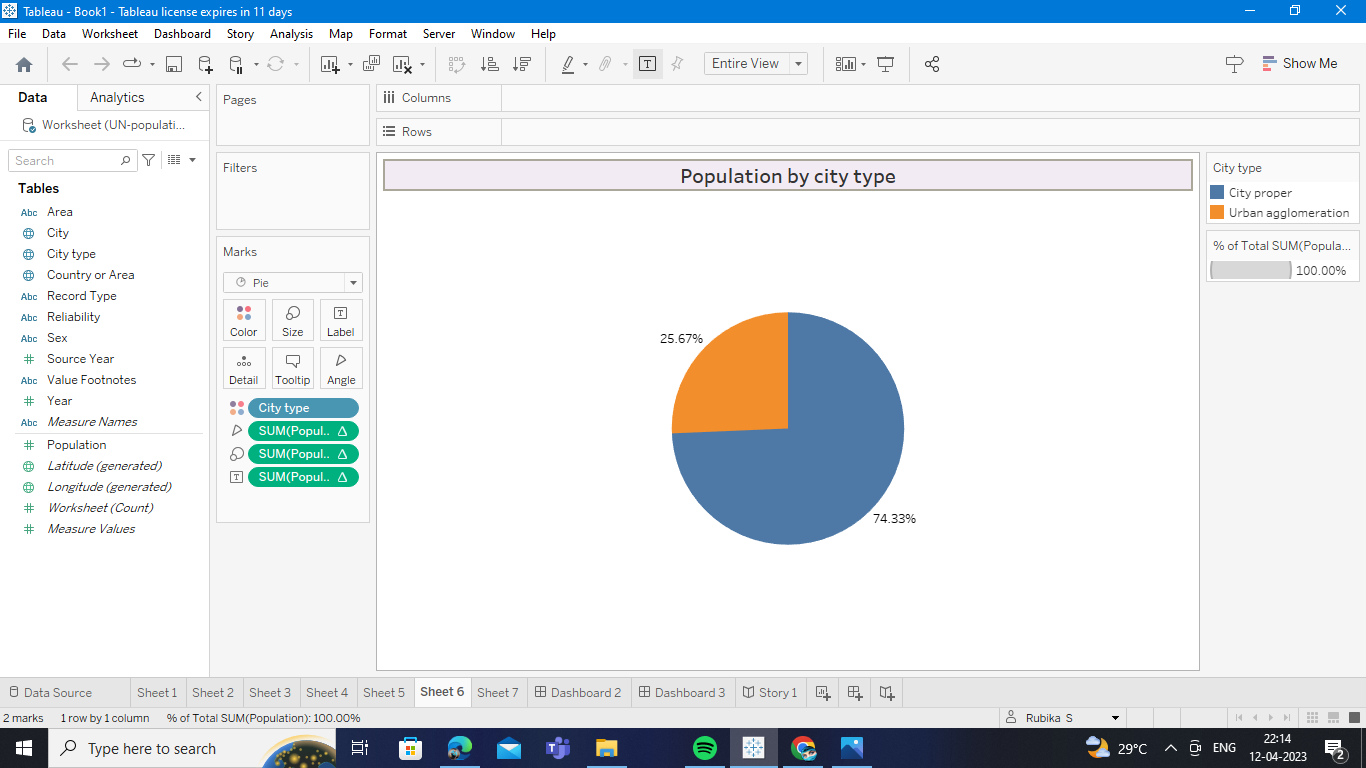 Tableau - Book1 - Tableau license expires in 11 days
File Data Worksheet Dashboard Story Analysis Map Format Server Window Help
Entire View
Show Me
Data Analytics
Worksheet (UN-populati...
Search
Tables
Abc Area
City
City type
Country or Area
Abc Record Type
Abc Reliability
Abc Sex
Source Year
Abc Value Footnotes
Year
Abc Measure Names
Population
Latitude (generated)
Longitude (generated)
Worksheet (Count)
Measure Values
Pages
Filters
Marks
Pie
Color Size Label
Detail Tooltip Angle
City type
SUM(Popul..
SUM(Popul..
SUM(Popul..
Columns
Rows
Population by city type
25.67%
74.33%
City type
City proper
Urban agglomeration
% of Total SUM(Popula...
100.00%
Data Source Sheet 1 Sheet 2 Sheet 3 Sheet 4 Sheet 5 Sheet 6 Sheet 7 Dashboard 2 Dashboard 3 Story 1
2 marks 1 row by 1 column % of Total SUM(Population): 100.00%
Rubika S
Type here to search
29°C
ENG
22:14
12-04-2023
2